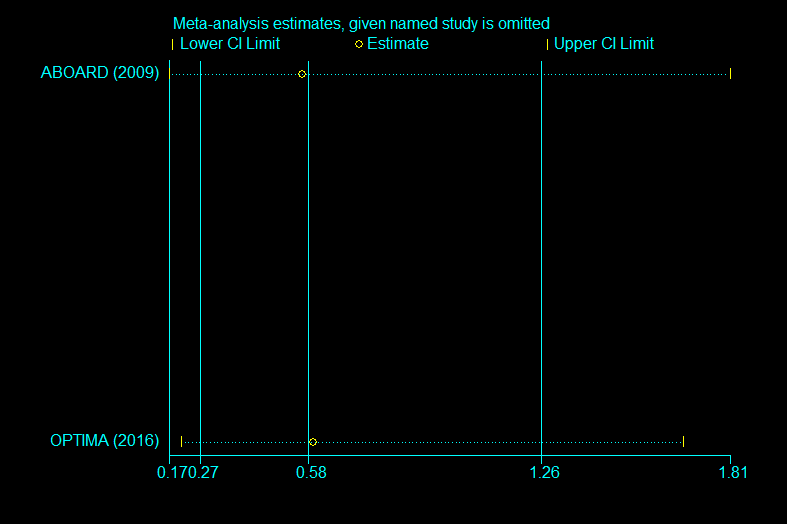 Meta-analysis estimates, given named study is omitted
Lower CI Limit Estimate Upper CI Limit
ABOARD (2009)
OPTIMA (2016)
0.17 0.27 0.58 1.26 1.81